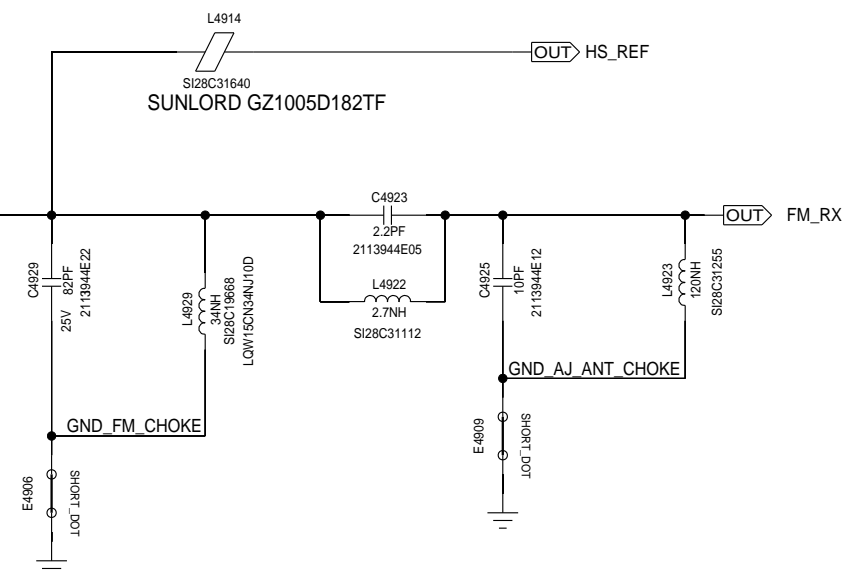 L4914
OUT HS_REF
SI28C31640
SUNLORD GZ1005D182TF
C4923
2.2PF
2113944E05
OUT FM_RX
L4922
2.7NH
SI28C31112
C4929
82PF
2113944E22
25V
L4929
34NH
SI28C19668
LQW15CN34NJ10D
C4925
10PF
2113944E12
L4923
120NNH
SI28C31255
GND_FM_CHOKE
GND_AJ_ANT_CHOKE
E4906
SHORT_DOT
E4909
SHORT_DOT